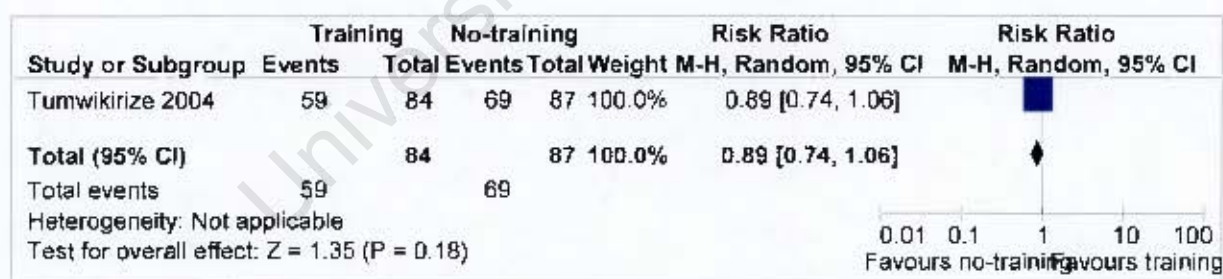 Training No-training Risk Ratio Risk Ratio
Study or Subgroup Events Total Events Total Weight M-H, Random, 95% CI M-H, Random, 95% CI
Tumwikirize 2004 59 84 69 87 100.0% 0.89 [0.74, 1.06]
Total (95% CI) 84 87 100.0% 0.89 [0.74, 1.06]
Total events 59 69
Heterogeneity: Not applicable
Test for overall effect: Z = 1.35 (P = 0.18)
0.01 0.1 1 10 100
Favours no-training Favours training
Univers